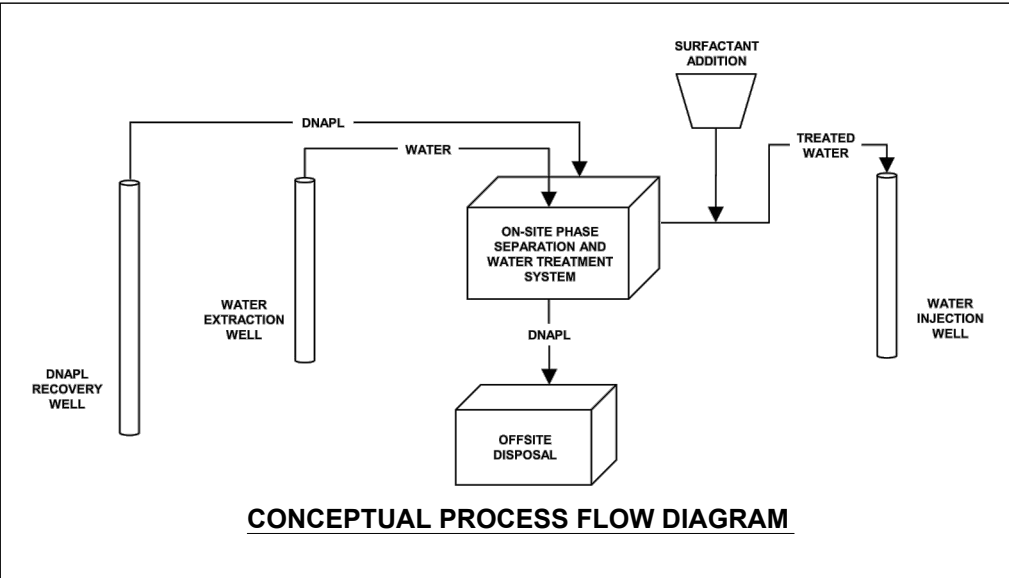 SURFACTANT
ADDITION
DNAPL
WATER
TREATED
WATER
ON-SITE PHASE
SEPARATION AND
WATER TREATMENT
SYSTEM
WATER
EXTRACTION
WELL
WATER
INJECTION
WELL
DNAPL
DNAPL
RECOVERY
WELL
OFFSITE
DISPOSAL
CONCEPTUAL PROCESS FLOW DIAGRAM